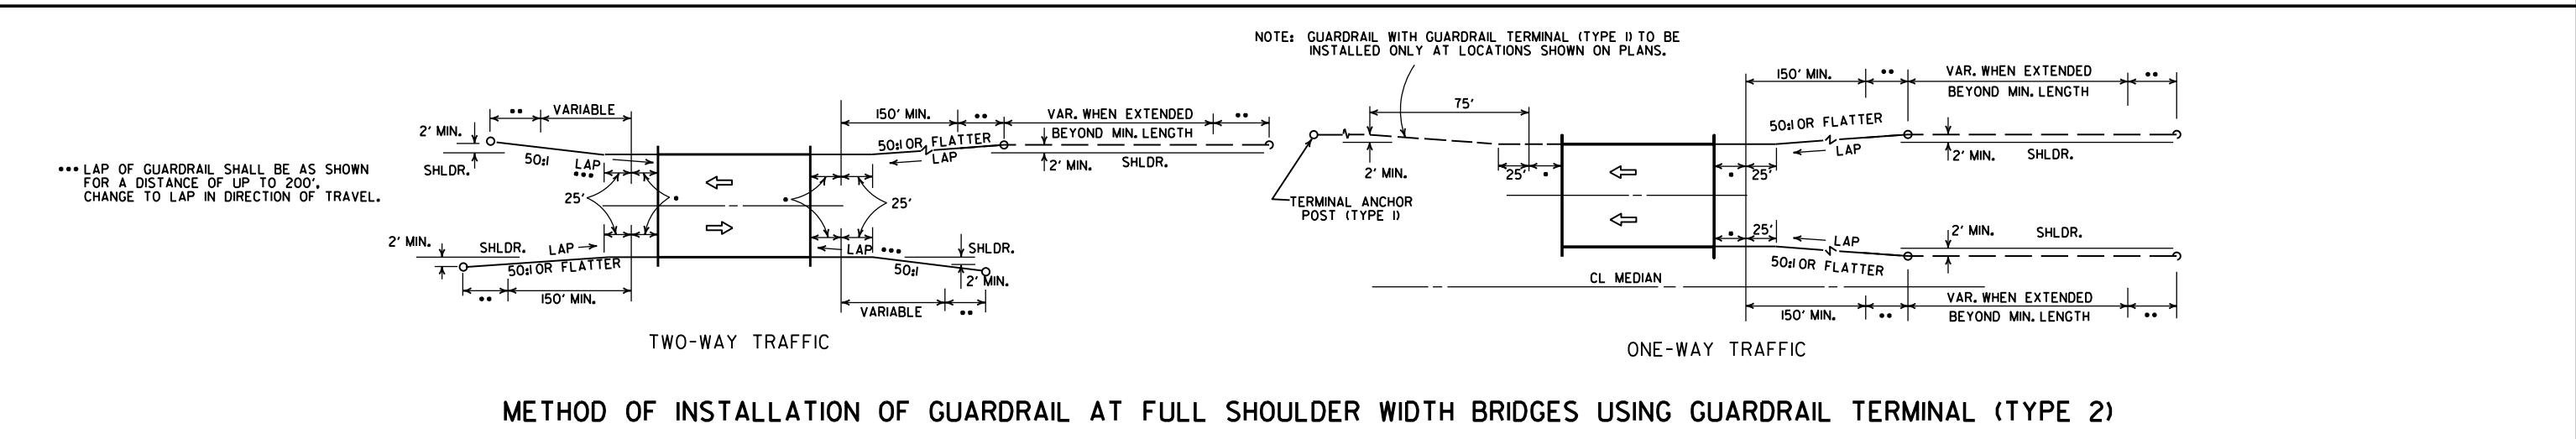 NOTE: GUARDRAIL WITH GUARDRAIL TERMINAL (TYPE 1) TO BE
INSTALLED ONLY AT LOCATIONS SHOWN ON PLANS.
••• LAP OF GUARDRAIL SHALL BE AS SHOWN
FOR A DISTANCE OF UP TO 200'.
CHANGE TO LAP IN DIRECTION OF TRAVEL.
•• VARIABLE
2' MIN.
50:1
SHLDR.
LAP
•••
25'
•
2' MIN.
SHLDR.
LAP
50:1 OR FLATTER
••
150' MIN.
150' MIN.
••
VAR. WHEN EXTENDED
BEYOND MIN. LENGTH
••
50:1 OR FLATTER
LAP
2' MIN.
SHLDR.
•
25'
LAP •••
SHLDR.
50:1
2' MIN.
VARIABLE
••
TWO-WAY TRAFFIC
75'
2' MIN.
25'
•
TERMINAL ANCHOR
POST (TYPE 1)
150' MIN.
••
VAR. WHEN EXTENDED
BEYOND MIN. LENGTH
••
50:1 OR FLATTER
LAP
2' MIN.
SHLDR.
•
25'
•
25'
LAP
50:1 OR FLATTER
2' MIN.
SHLDR.
CL MEDIAN
150' MIN.
••
VAR. WHEN EXTENDED
BEYOND MIN. LENGTH
••
ONE-WAY TRAFFIC
METHOD OF INSTALLATION OF GUARDRAIL AT FULL SHOULDER WIDTH BRIDGES USING GUARDRAIL TERMINAL (TYPE 2)